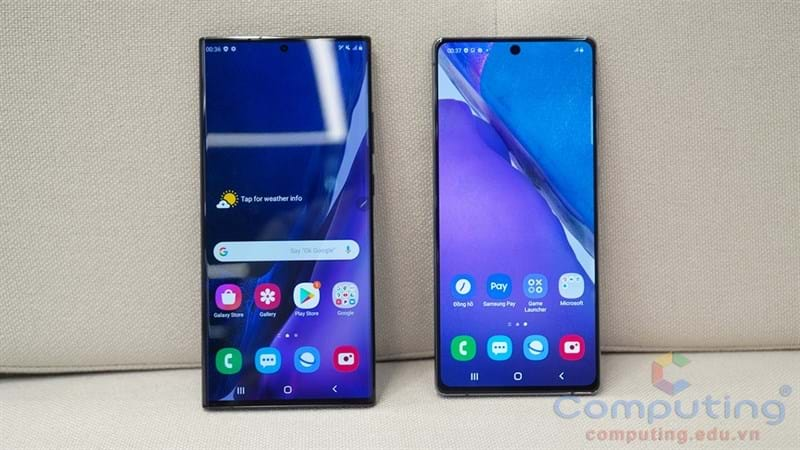 00:36
Tap for weather info
G
Say "Ok Google"
Galaxy Store
Gallery
Play Store
1
Google
00:37
Đồng hồ
Pay
Samsung Pay
Game
Launcher
Microsoft
Computing®
computing.edu.vn